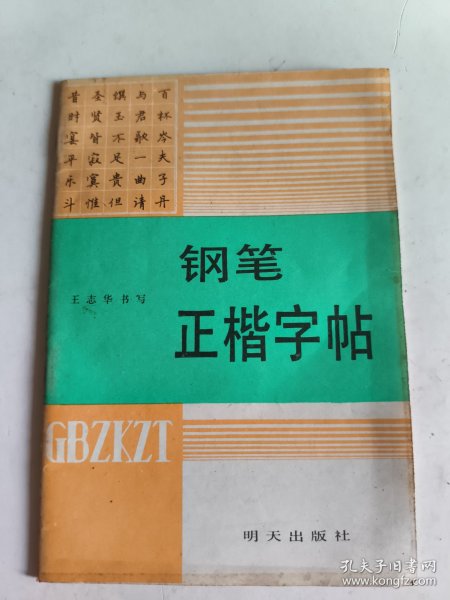 百杯岑夫子丹
与君歌一曲请
馔玉不足贵但
圣贤皆寂寞惟
昔时宴平乐斗
钢笔
正楷字帖
王志华书写
GBZKZT
明天出版社
孔夫子旧书网
www.kongfz.com